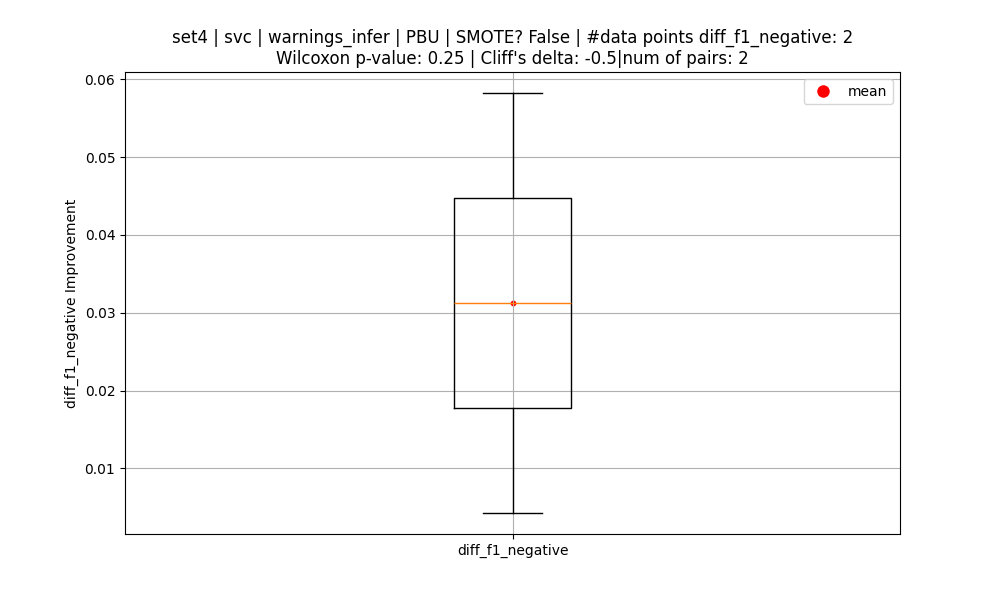 set4 | svc | warnings_infer | PBU | SMOTE? False | #data points diff_f1_negative: 2
Wilcoxon p-value: 0.25 | Cliff's delta: -0.5|num of pairs: 2
mean
0.06
0.05
0.04
0.03
0.02
0.01
diff_f1_negative Improvement
diff_f1_negative